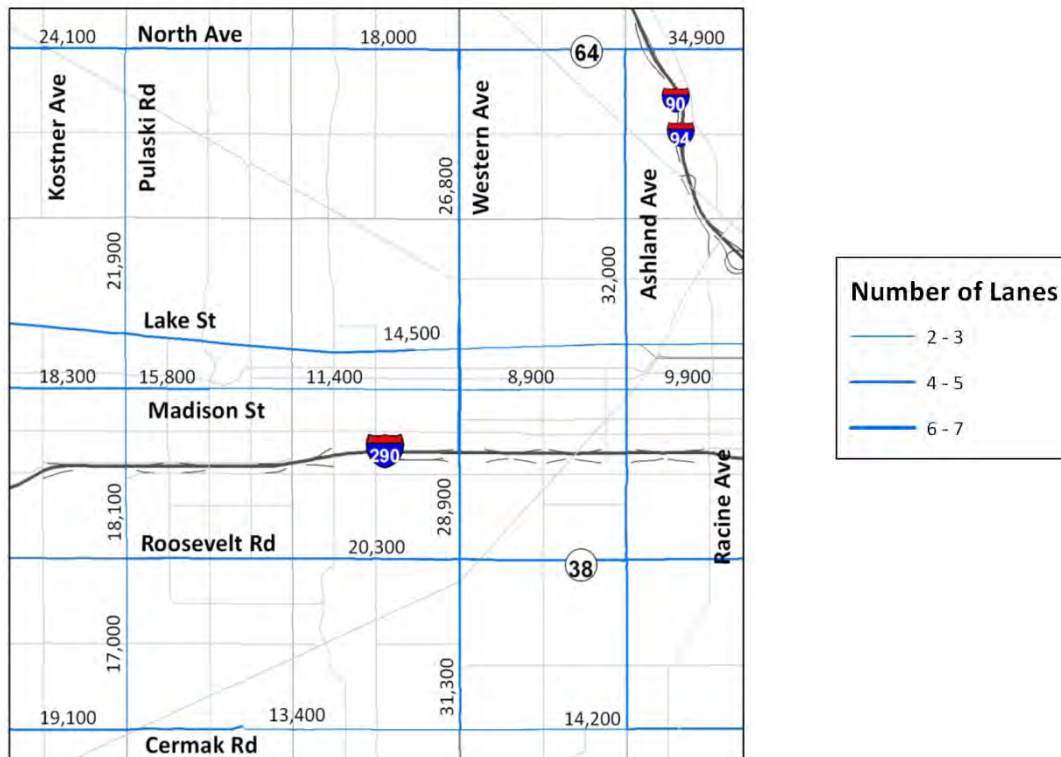 North Ave
24,100
18,000
34,900
64
90
94
Kostner Ave
Pulaski Rd
Western Ave
Ashland Ave
26,800
21,900
32,000
Lake St
14,500
18,300
15,800
11,400
8,900
9,900
Madison St
290
Racine Ave
18,100
28,900
Roosevelt Rd
20,300
38
17,000
31,300
19,100
13,400
14,200
Cermak Rd
Number of Lanes
2 - 3
4 - 5
6 - 7